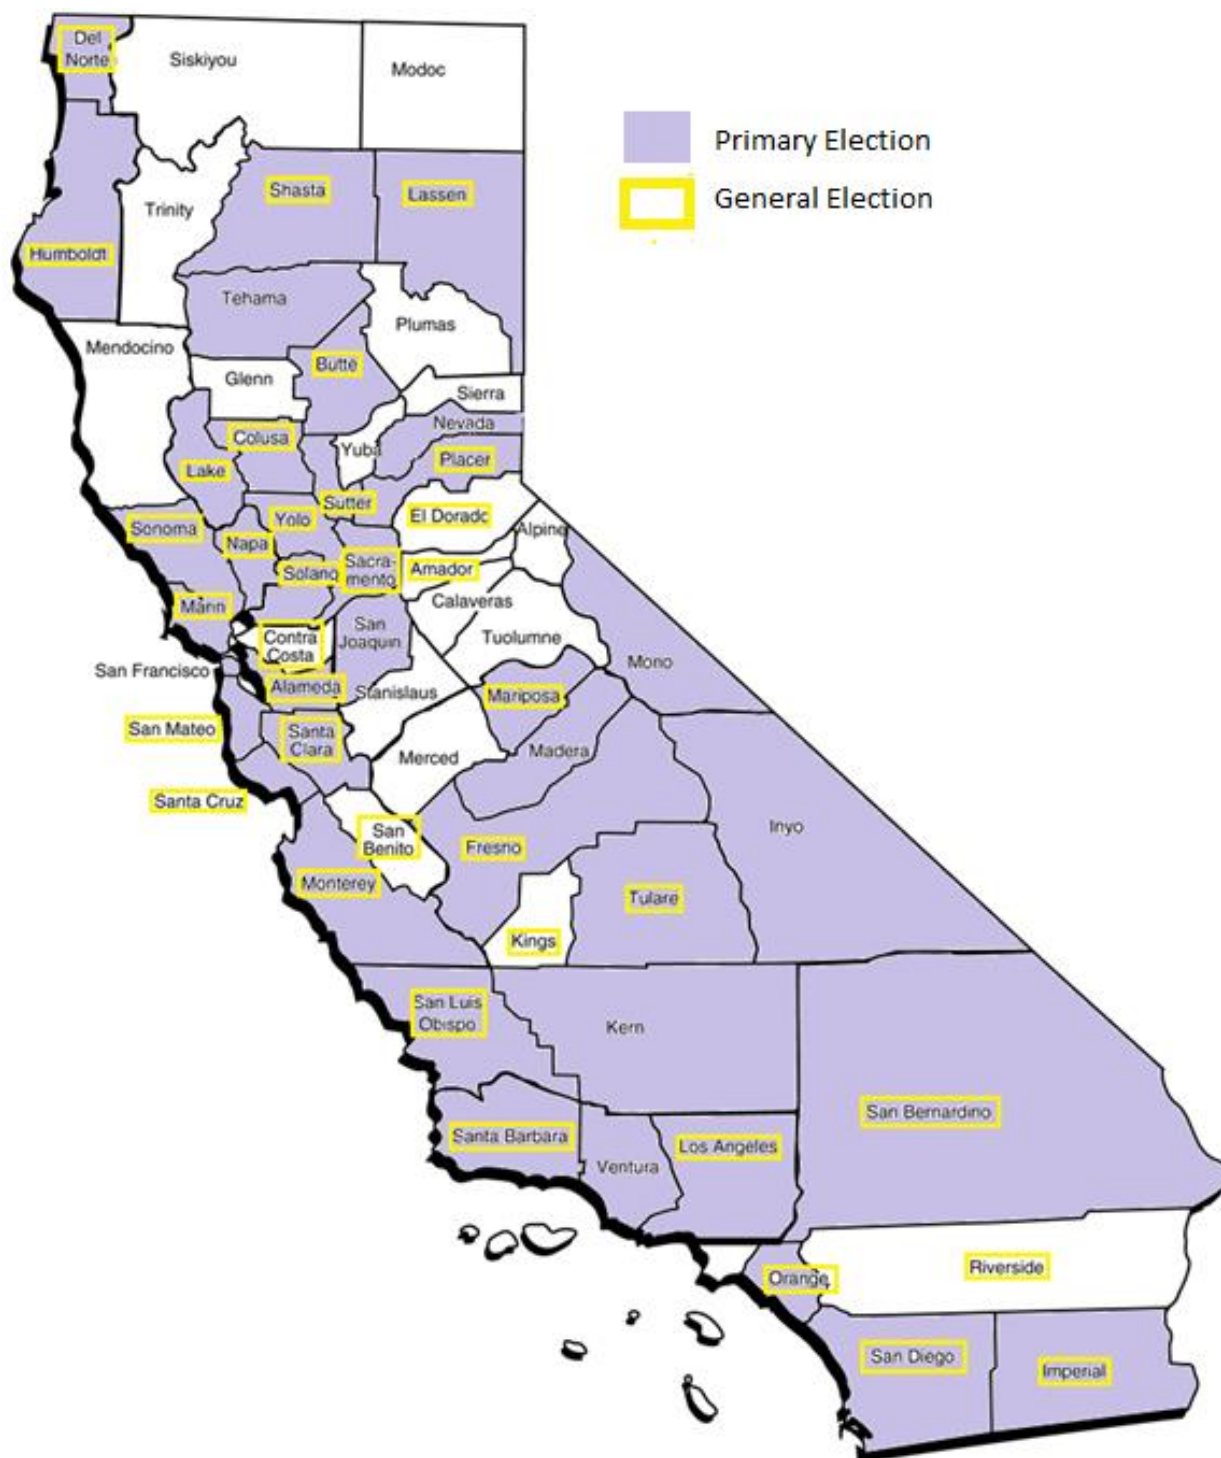 Del
Norte
Siskiyou
Modoc
Primary Election
General Election
Shasta
Lassen
Trinity
Humboldt
Tehama
Plumas
Mendocino
Butte
Glenn
Sierra
Nevada
Colusa
Yuba
Placer
Lake
Sutter
El Dorado
Yolo
Sonoma
Alpine
Napa
Sacra-
mento
Solano
Amador
Calaveras
Marin
San
Joaquin
Contra
Costa
Tuolumne
Mono
San Francisco
Alameda
Stanislaus
Mariposa
San Mateo
Santa
Clara
Madera
Merced
Santa Cruz
Inyo
San
Benito
Fresno
Monterey
Tulare
Kings
San Luis
Obispo
Kern
San Bernardino
Santa Barbara
Los Angeles
Ventura
Riverside
Orange
San Diego
Imperial